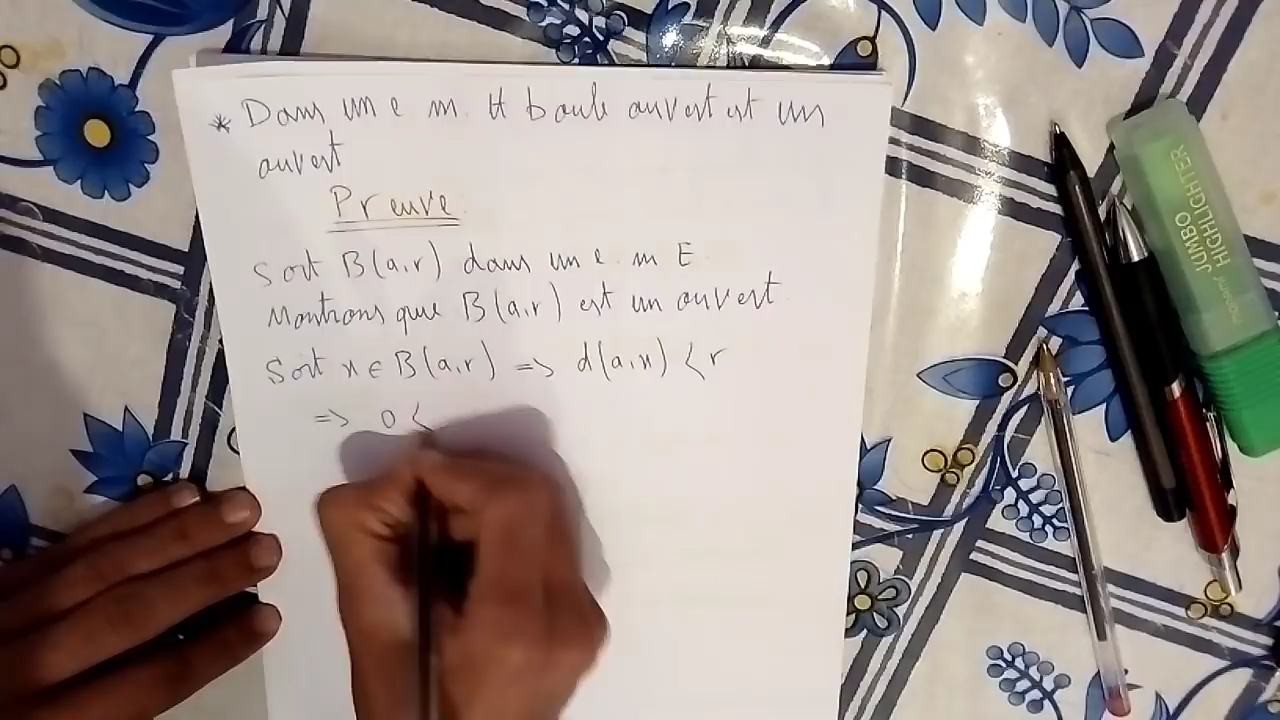 * Dans un e m. ∀ boule ouvert est un
ouvert
Preuve
Soit B(a,r) dans un e. m E
Montrons que B(a,r) est un ouvert
Soit x ∈ B(a,r) => d(a,x) < r
=> 0 <
JUMBO
HIGHLIGHTER